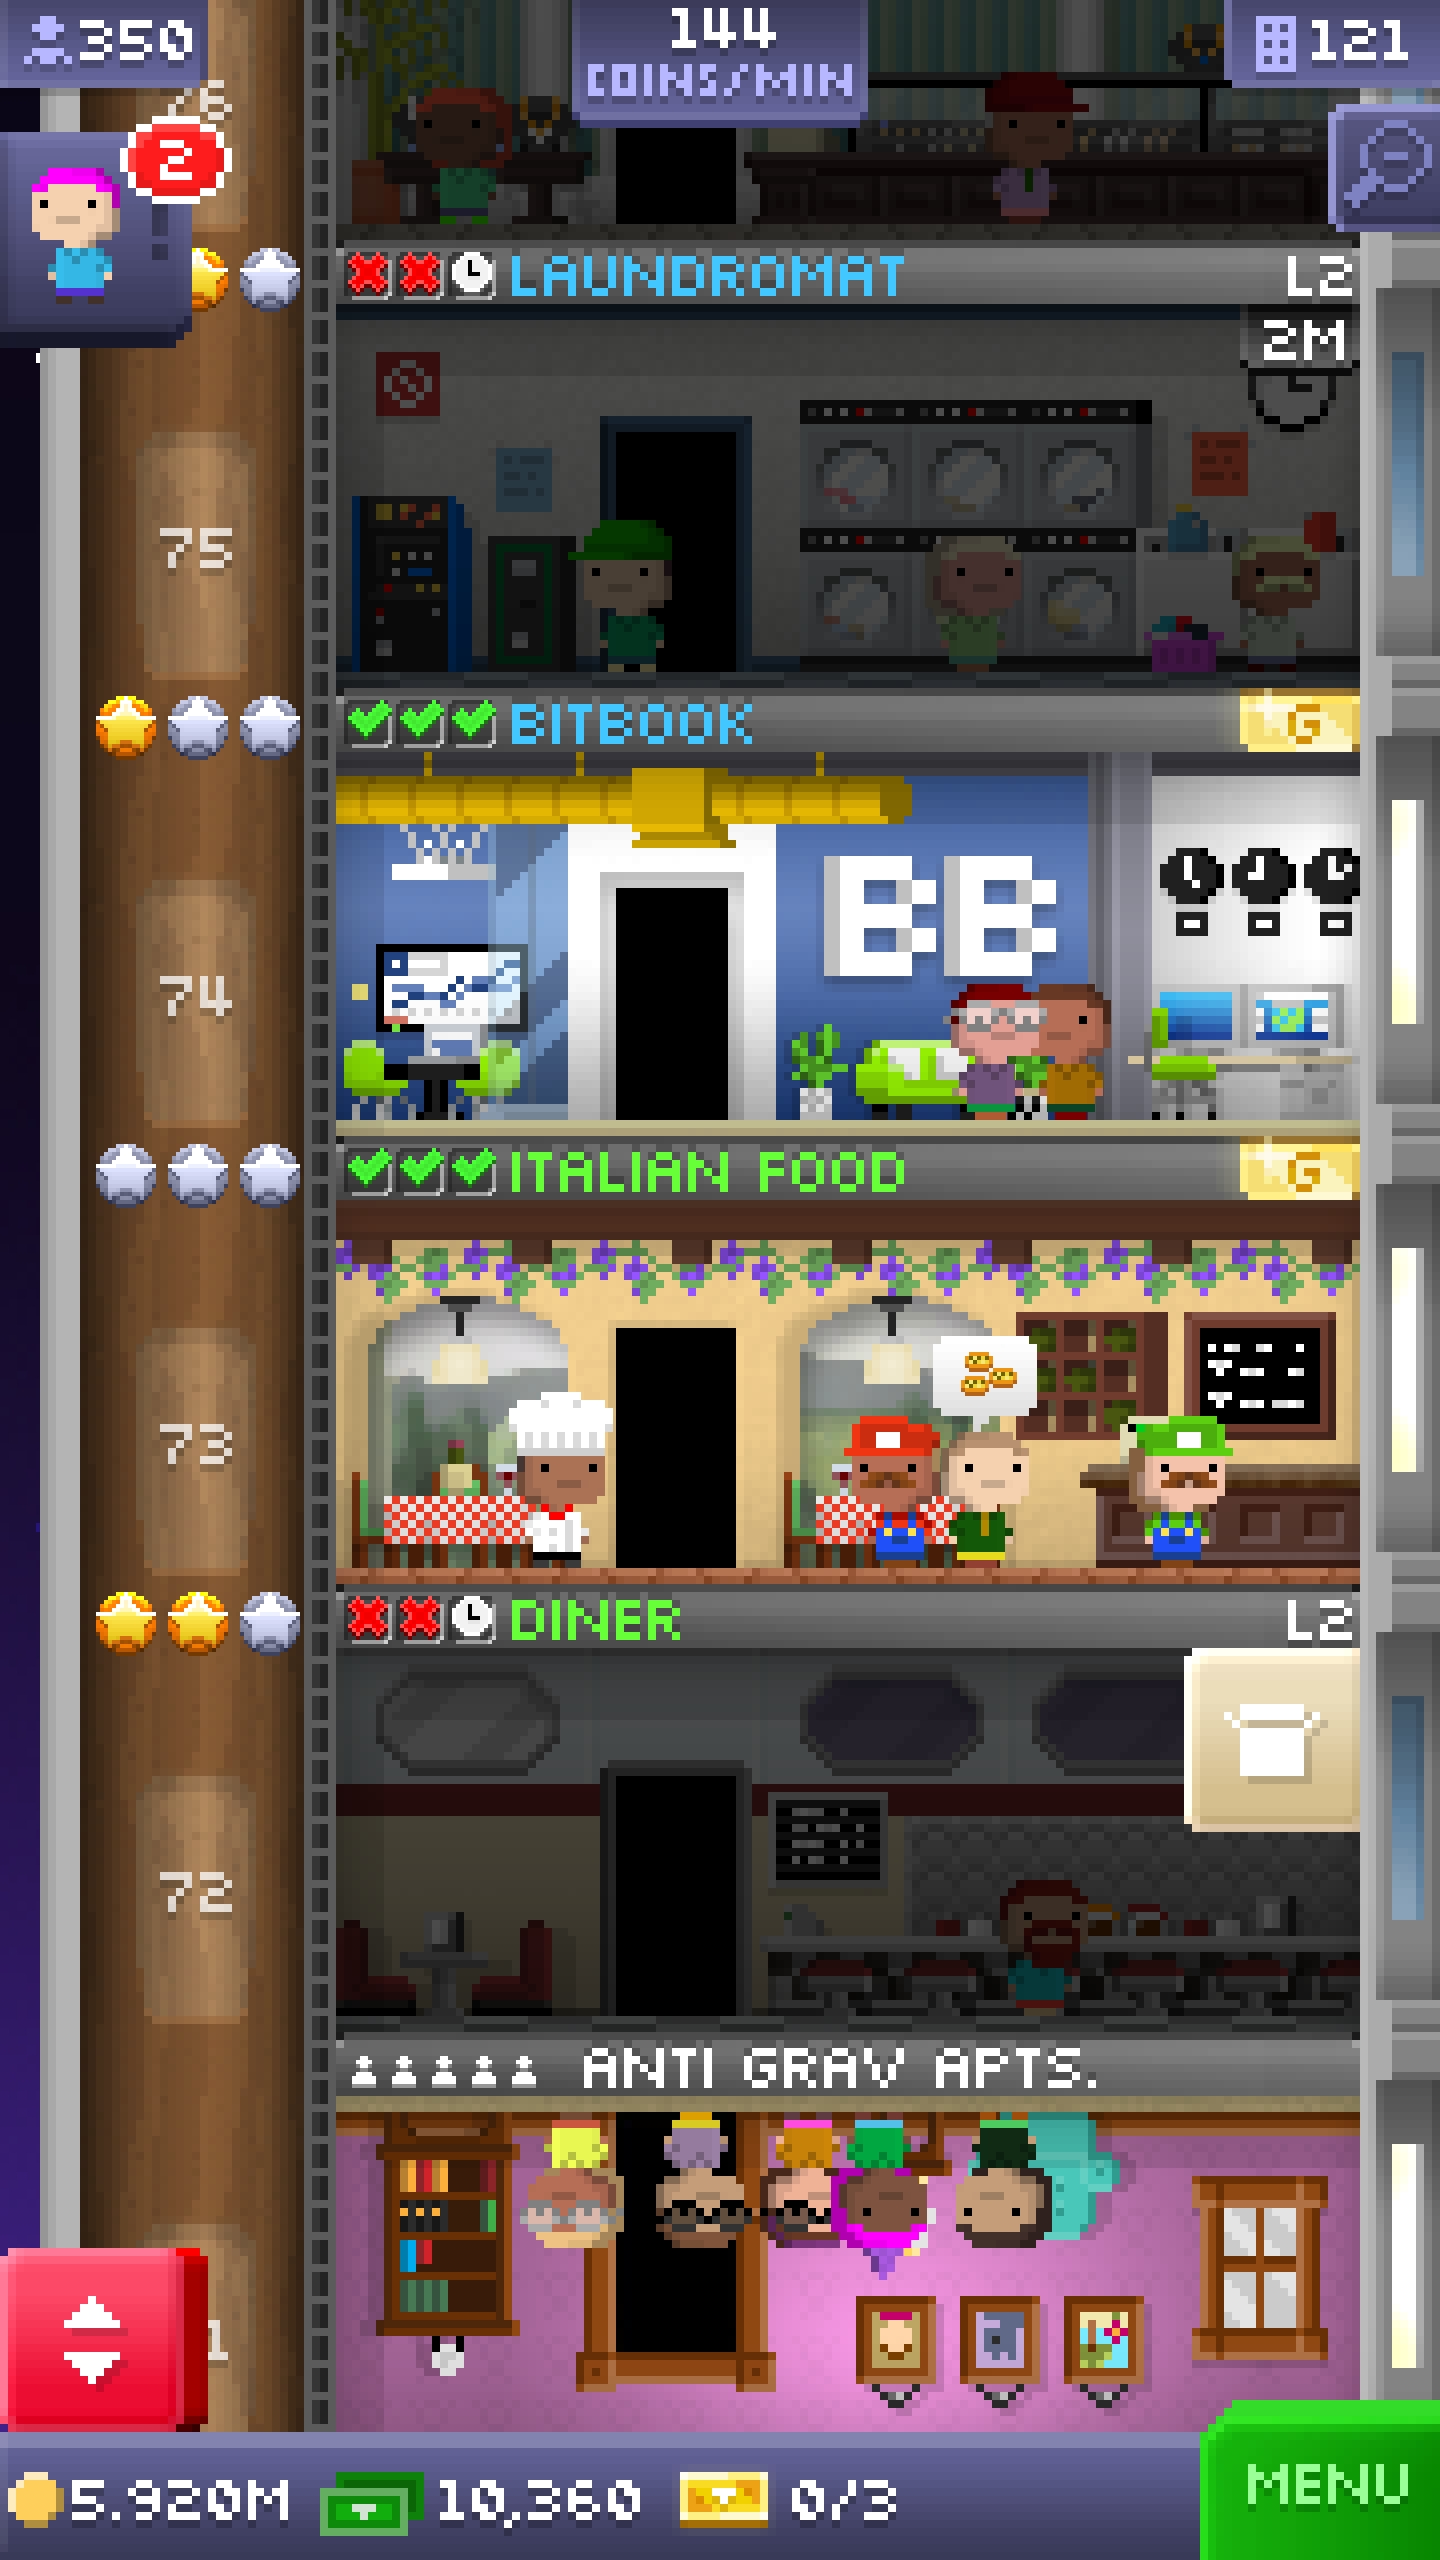 350
144
COINS/MIN
121
2
LAUNDROMAT L2
2M
75
BITBOOK G
BB
74
ITALIAN FOOD G
73
DINER L2
72
ANTI GRAV APTS.
5.920M 10,360 0/3
MENU